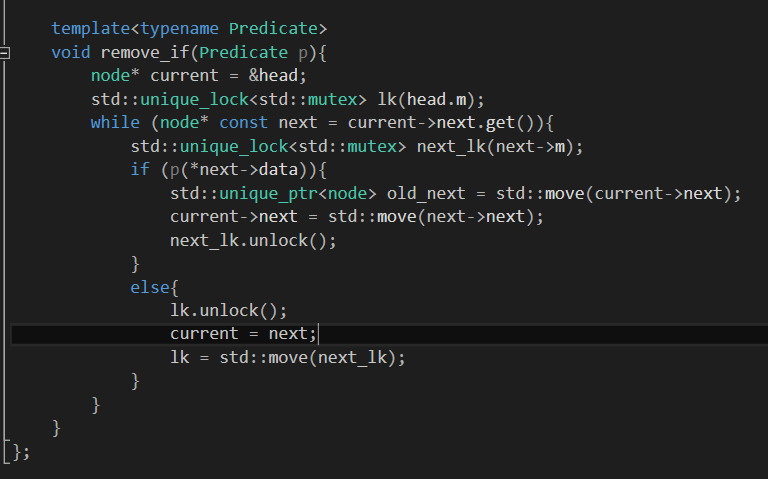 template<typename Predicate>
void remove_if(Predicate p){
node* current = &head;
std::unique_lock<std::mutex> lk(head.m);
while (node* const next = current->next.get()){
std::unique_lock<std::mutex> next_lk(next->m);
if (p(*next->data)){
std::unique_ptr<node> old_next = std::move(current->next);
current->next = std::move(next->next);
next_lk.unlock();
}
else{
lk.unlock();
current = next;
lk = std::move(next_lk);
}
}
}
};